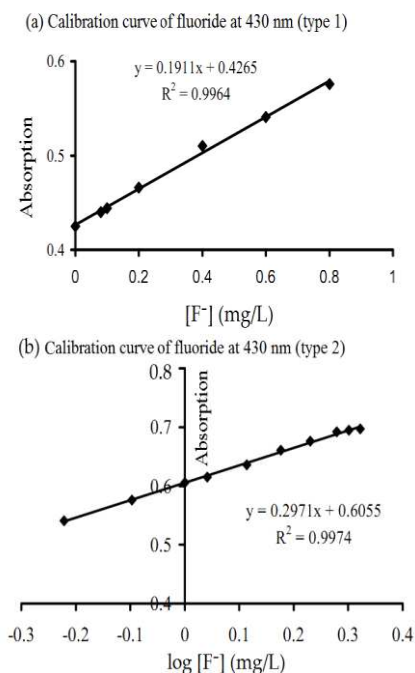 (a) Calibration curve of fluoride at 430 nm (type 1)
y = 0.1911x + 0.4265
R² = 0.9964
Absorption
0.6
0.5
0.4
0 0.2 0.4 0.6 0.8 1
[F⁻] (mg/L)
(b) Calibration curve of fluoride at 430 nm (type 2)
Absorption
0.8
0.7
0.6
0.5
0.4
y = 0.2971x + 0.6055
R² = 0.9974
-0.3 -0.2 -0.1 0 0.1 0.2 0.3 0.4
log [F⁻] (mg/L)